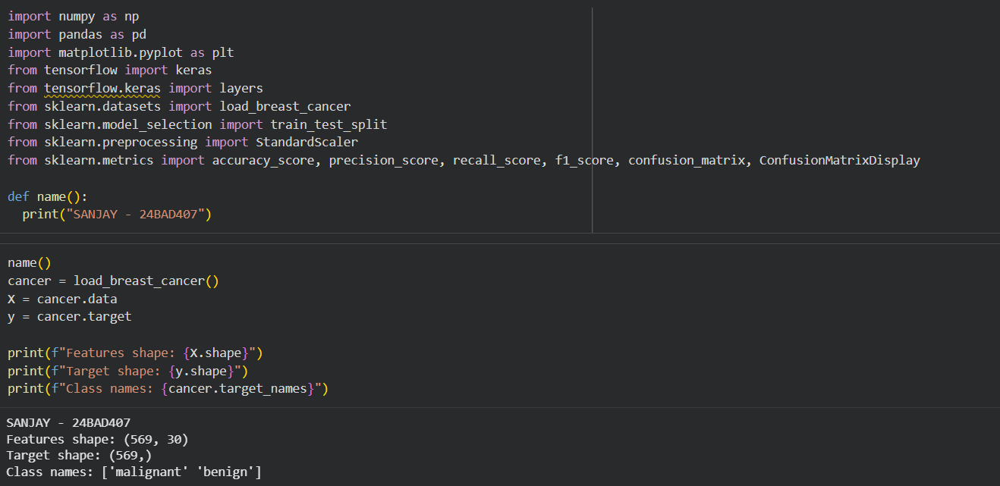 import numpy as np
import pandas as pd
import matplotlib.pyplot as plt
from tensorflow import keras
from tensorflow.keras import layers
from sklearn.datasets import load_breast_cancer
from sklearn.model_selection import train_test_split
from sklearn.preprocessing import StandardScaler
from sklearn.metrics import accuracy_score, precision_score, recall_score, f1_score, confusion_matrix, ConfusionMatrixDisplay

def name():
  print("SANJAY - 24BAD407")

name()
cancer = load_breast_cancer()
X = cancer.data
y = cancer.target

print(f"Features shape: {X.shape}")
print(f"Target shape: {y.shape}")
print(f"Class names: {cancer.target_names}")

SANJAY - 24BAD407
Features shape: (569, 30)
Target shape: (569,)
Class names: ['malignant' 'benign']